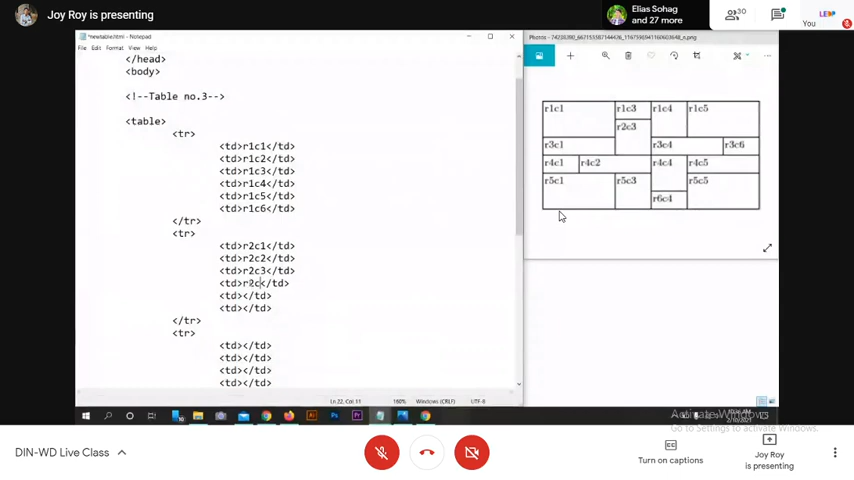 Joy Roy is presenting
Elias Sohag
and 27 more
30
You
*newtable.html - Notepad
File Edit Format View Help
</head>
<body>
<!--Table no.3-->
<table>
<tr>
<td>r1c1</td>
<td>r1c2</td>
<td>r1c3</td>
<td>r1c4</td>
<td>r1c5</td>
<td>r1c6</td>
</tr>
<tr>
<td>r2c1</td>
<td>r2c2</td>
<td>r2c3</td>
<td>r2c</td>
<td></td>
<td></td>
</tr>
<tr>
<td></td>
<td></td>
<td></td>
<td></td>
Ln 22, Col 11 160% Windows (CRLF) UTF-8
r1c1 r1c3 r1c4 r1c5
r2c3
r3c1 r3c4 r3c6
r4c1 r4c2 r4c4 r4c5
r5c1 r5c3 r5c5
r6c4
Activate Windows
Go to Settings to activate Windows.
DIN-WD Live Class
Turn on captions
Joy Roy
is presenting